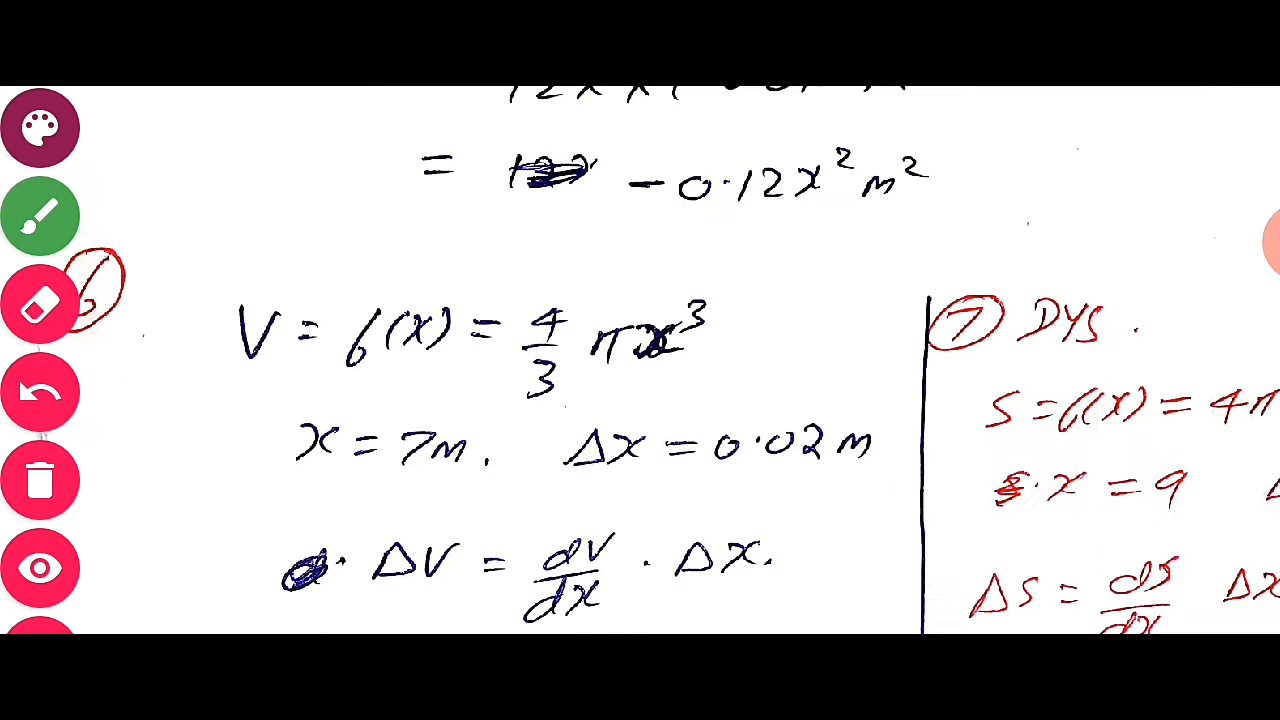 = - 0.12x² m²
6
V = f(x) = 4/3 πx³
x = 7m. Δx = 0.02m
ΔV = dV/dx . Δx.
7 DYS.
S = f(x) = 4π
x = 9
ΔS = dS/dx Δx